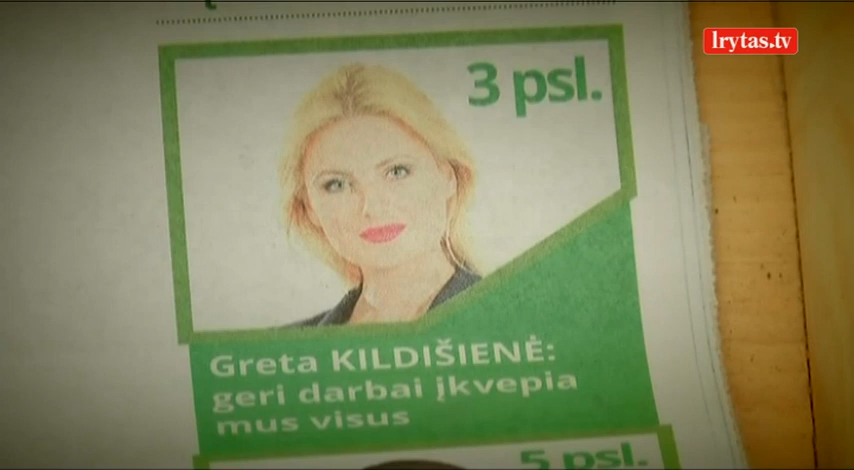 lrytas.tv
3 psl.
Greta KILDIŠIENĖ:
geri darbai įkvepia
mus visus
5 psl.